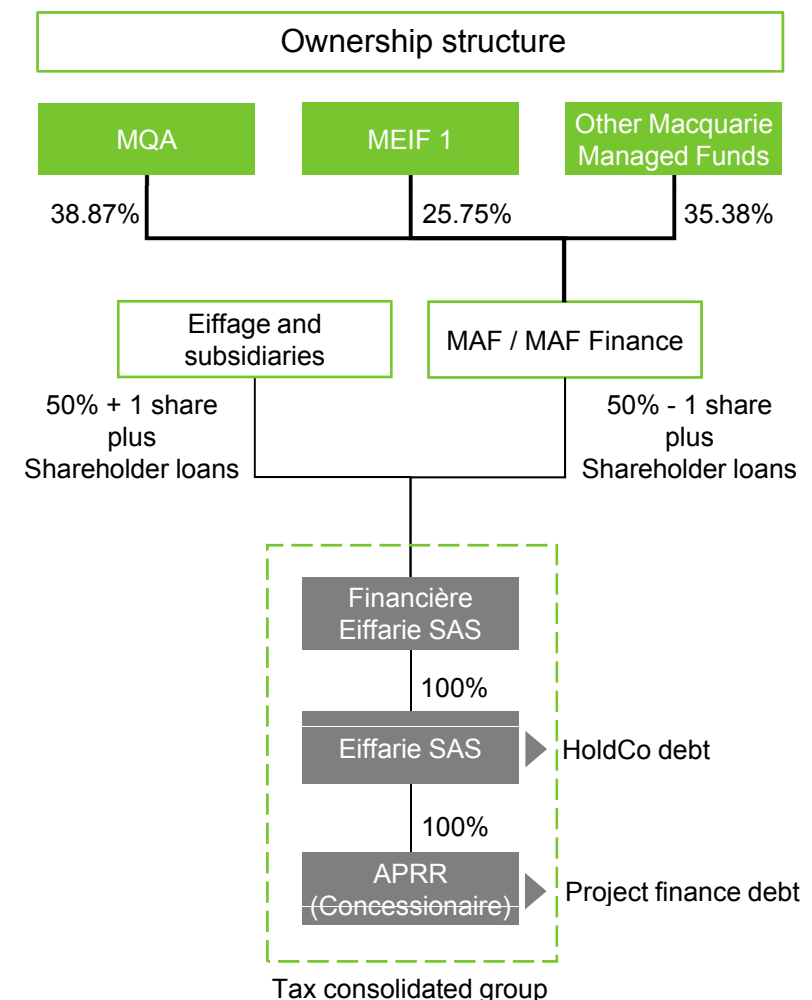 Ownership structure
MQA
MEIF 1
Other Macquarie
Managed Funds
38.87%
25.75%
35.38%
Eiffage and
subsidiaries
MAF / MAF Finance
50% + 1 share
plus
Shareholder loans
50% - 1 share
plus
Shareholder loans
Financière
Eiffarie SAS
100%
Eiffarie SAS
HoldCo debt
100%
APRR
(Concessionaire)
Project finance debt
Tax consolidated group